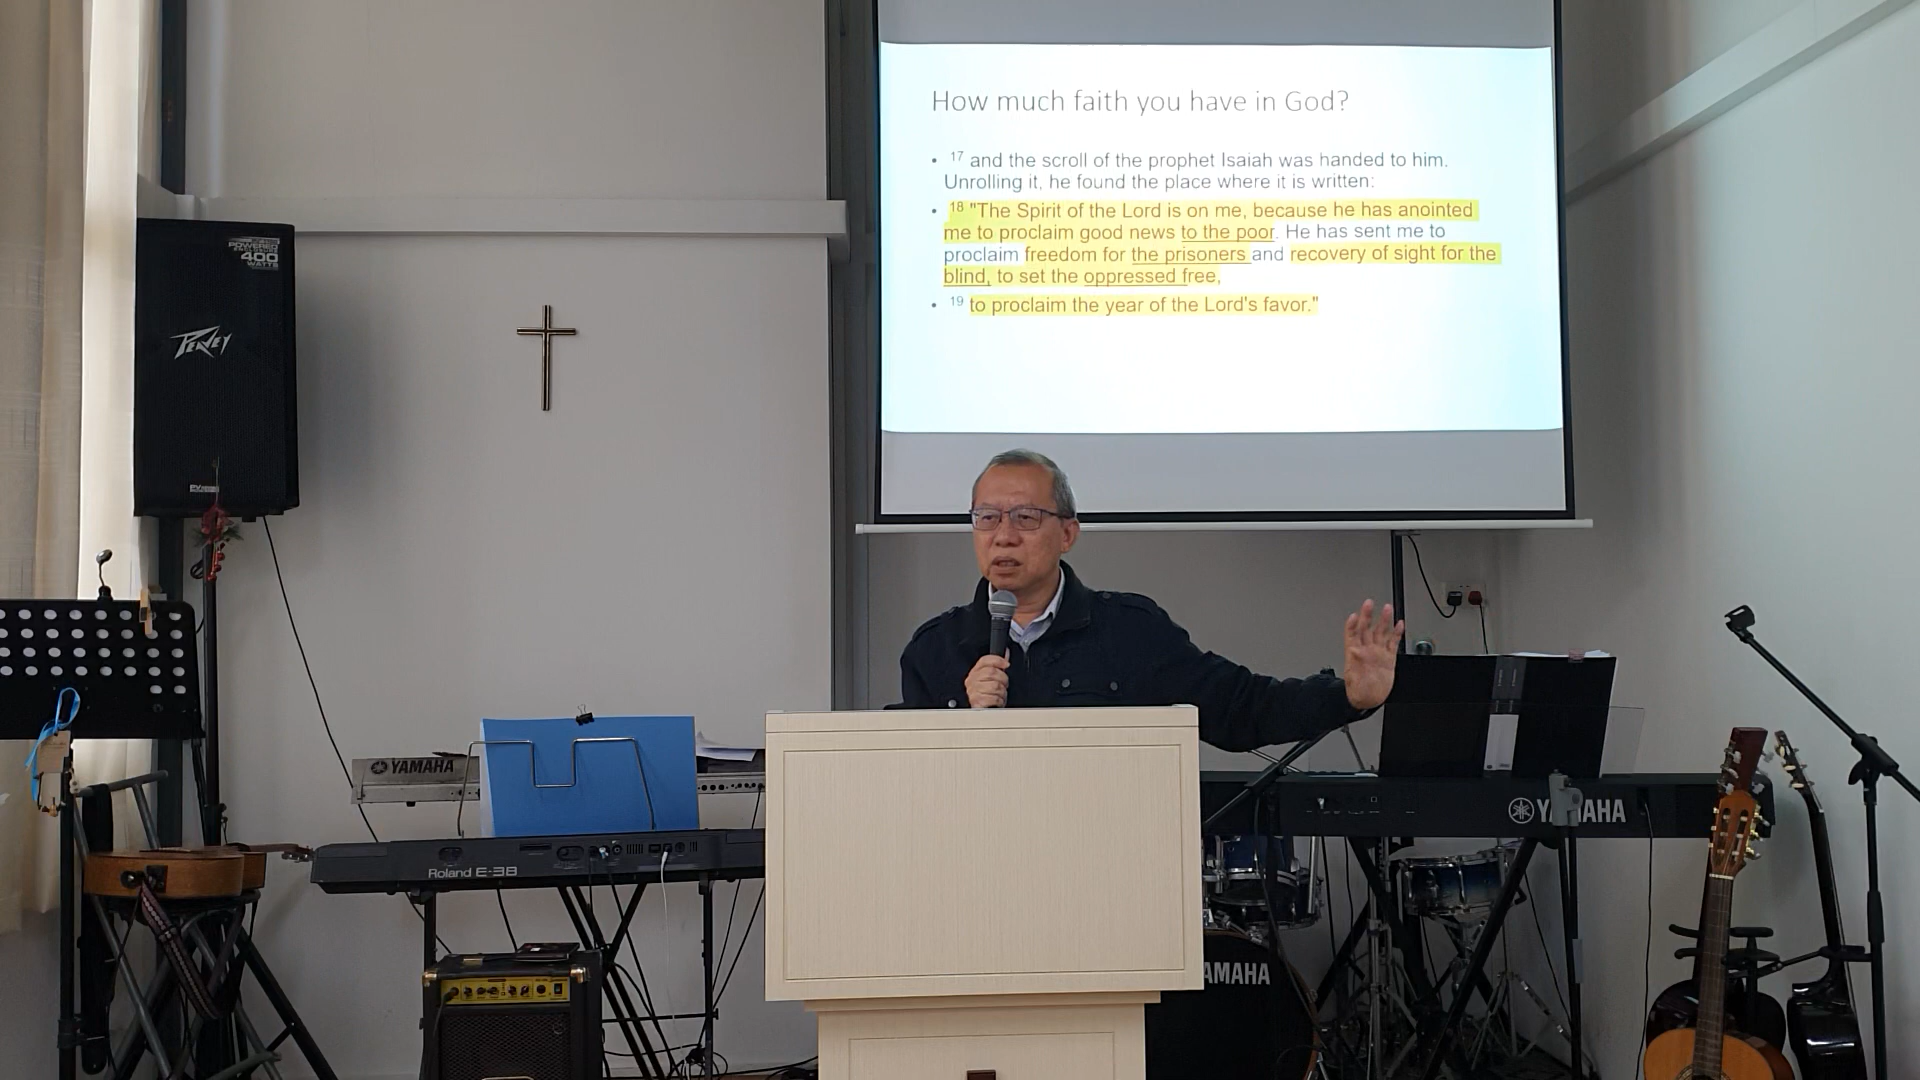 How much faith you have in God?
• 17 and the scroll of the prophet Isaiah was handed to him.
Unrolling it, he found the place where it is written:
• 18 "The Spirit of the Lord is on me, because he has anointed
me to proclaim good news to the poor. He has sent me to
proclaim freedom for the prisoners and recovery of sight for the
blind, to set the oppressed free,
• 19 to proclaim the year of the Lord's favor."
POWERED
400
WATTS
PEAVEY
YAMAHA
Roland E-38
YAMAHA
AMAHA